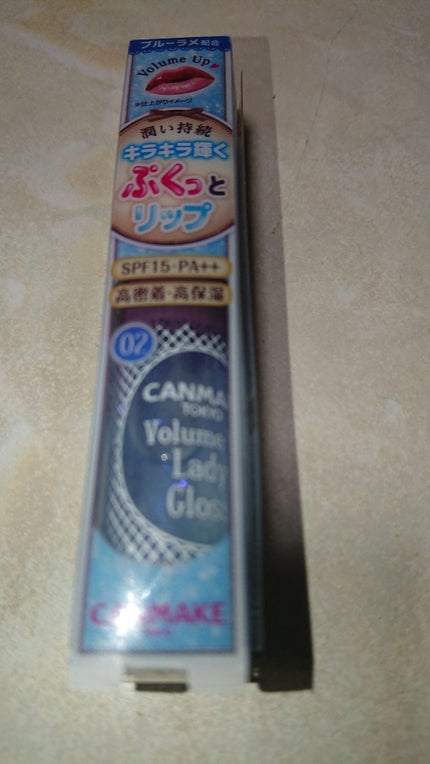 ブルーラメ配合
Volume Up♥
※仕上がりイメージ
潤い持続
キラキラ輝く
ぷくっと
リップ
SPF15・PA++
高密着・高保湿
02
CANMA
TOKYO
Volume
Lady
Gloss
CANMAKE